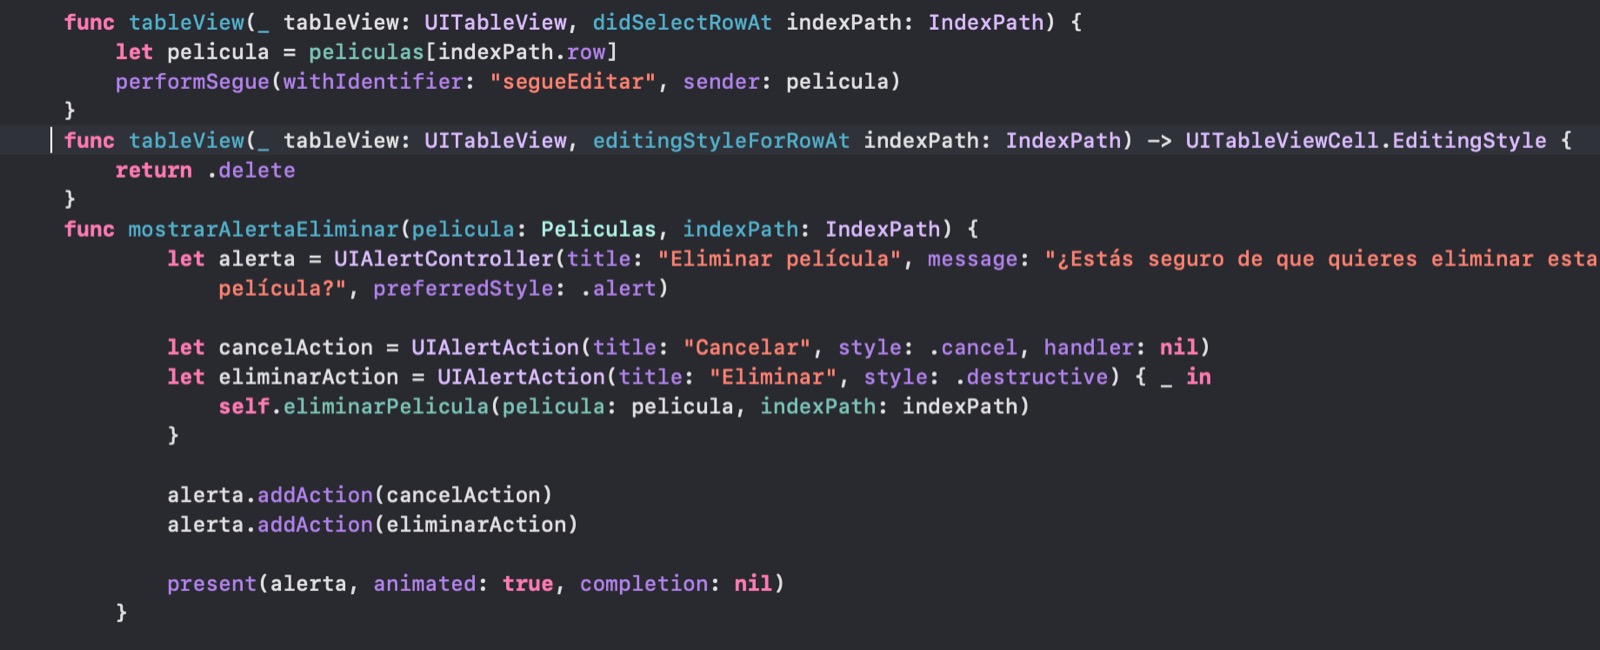 func tableView(_ tableView: UITableView, didSelectRowAt indexPath: IndexPath) {
let pelicula = peliculas[indexPath.row]
performSegue(withIdentifier: "segueEditar", sender: pelicula)
}
func tableView(_ tableView: UITableView, editingStyleForRowAt indexPath: IndexPath) -> UITableViewCell.EditingStyle {
return .delete
}
func mostrarAlertaEliminar(pelicula: Peliculas, indexPath: IndexPath) {
let alerta = UIAlertController(title: "Eliminar película", message: "¿Estás seguro de que quieres eliminar esta
película?", preferredStyle: .alert)
let cancelAction = UIAlertAction(title: "Cancelar", style: .cancel, handler: nil)
let eliminarAction = UIAlertAction(title: "Eliminar", style: .destructive) { _ in
self.eliminarPelicula(pelicula: pelicula, indexPath: indexPath)
}
alerta.addAction(cancelAction)
alerta.addAction(eliminarAction)
present(alerta, animated: true, completion: nil)
}